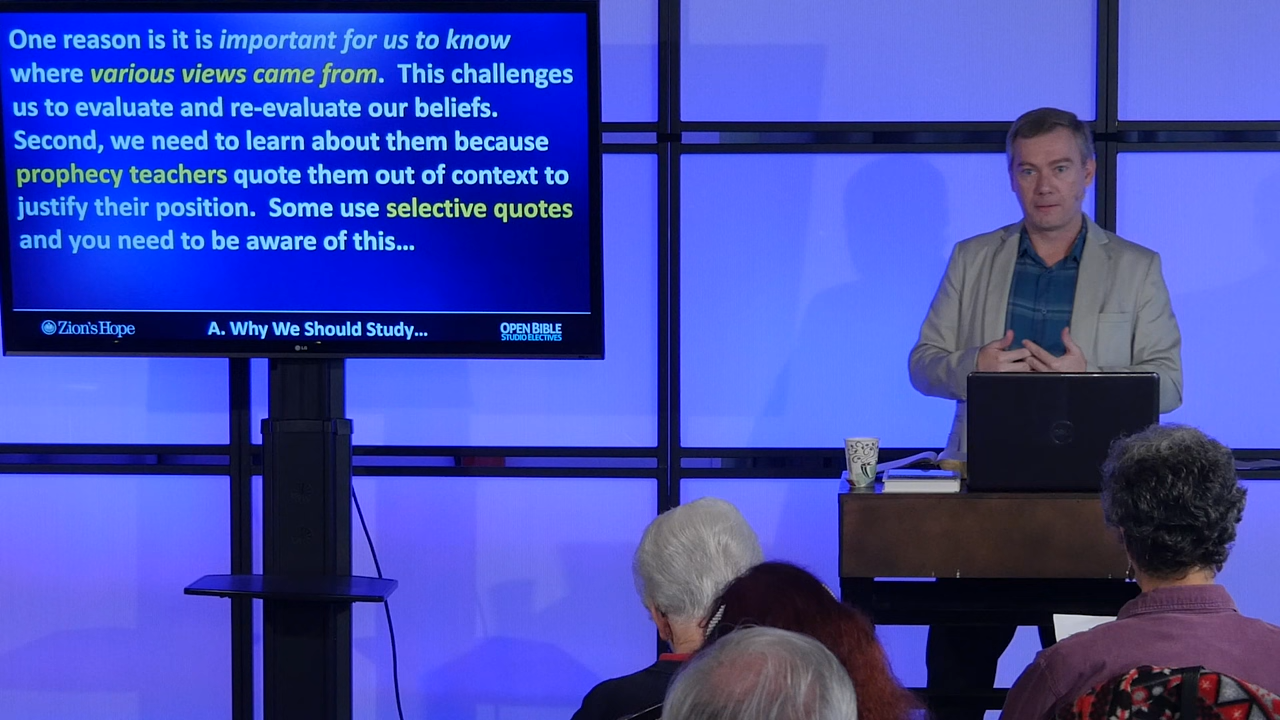 One reason is it is important for us to know
where various views came from. This challenges
us to evaluate and re-evaluate our beliefs.
Second, we need to learn about them because
prophecy teachers quote them out of context to
justify their position. Some use selective quotes
and you need to be aware of this...
Zion's Hope
A. Why We Should Study...
OPEN BIBLE
STUDIO ELECTIVES
LG
DELL